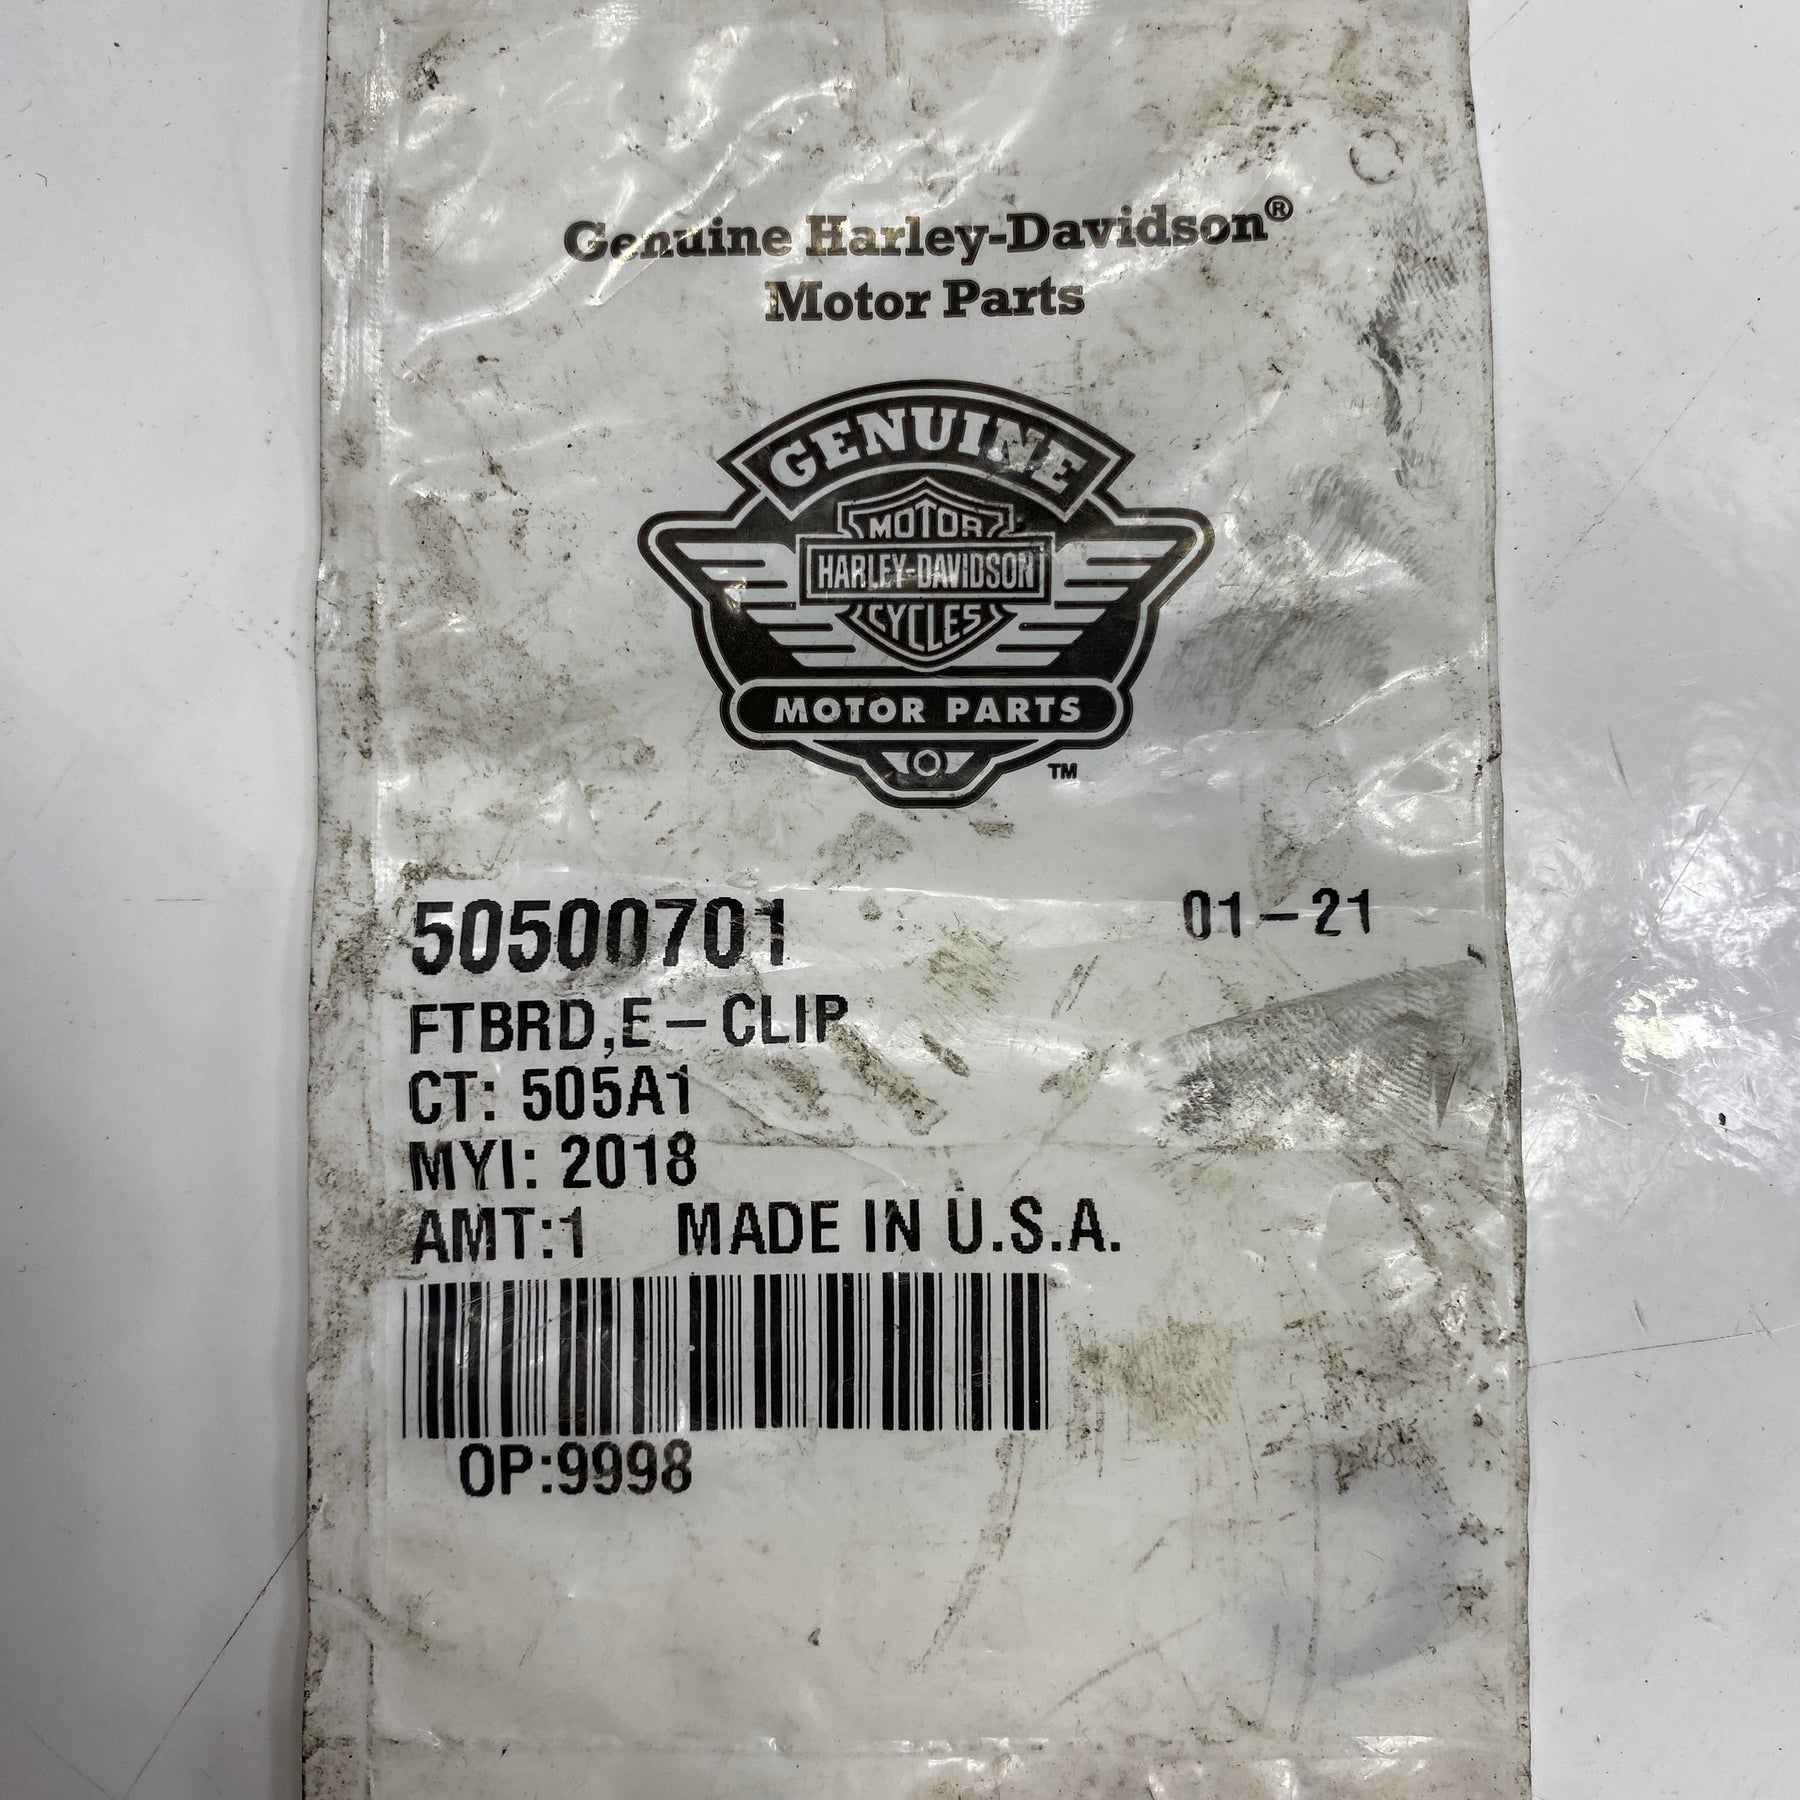 Genuine Harley-Davidson®
Motor Parts
GENUINE
MOTOR
HARLEY-DAVIDSON
CYCLES
MOTOR PARTS
TM
50500701 01-21
FTBRD,E-CLIP
CT: 505A1
MYI: 2018
AMT:1 MADE IN U.S.A.
OP:9998